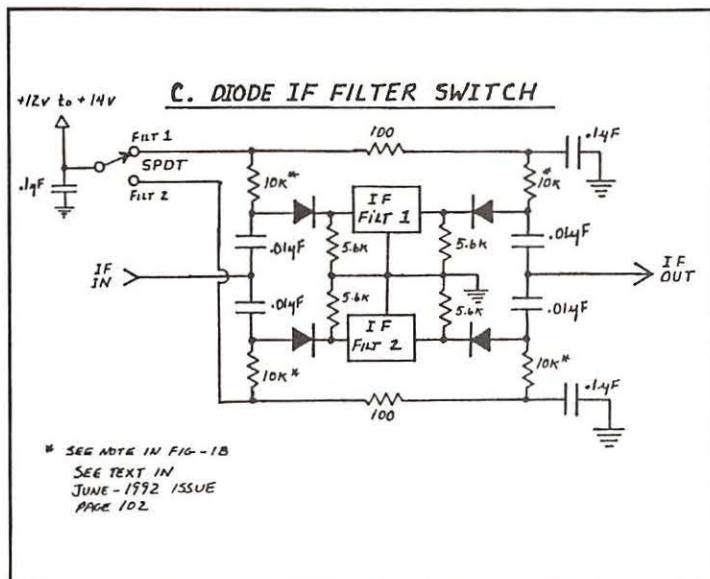 C. DIODE IF FILTER SWITCH
+12V to +14V
FILT 1
SPDT
FILT 2
.1µF
100
.1µF
10K*
*
10K
IF
FILT 1
.01µF
5.6K
5.6K
.01µF
IF
IN
IF
OUT
.01µF
5.6K
5.6K
.01µF
IF
FILT 2
10K*
10K*
.1µF
100
* SEE NOTE IN FIG-1B
SEE TEXT IN
JUNE-1992 ISSUE
PAGE 102